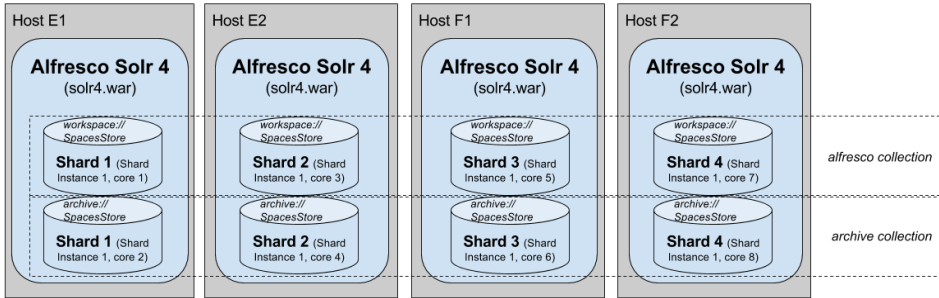 Host E1
Alfresco Solr 4
(solr4.war)
workspace://
SpacesStore
Shard 1 (Shard
Instance 1, core 1)
archive://
SpacesStore
Shard 1 (Shard
Instance 1, core 2)
Host E2
Alfresco Solr 4
(solr4.war)
workspace://
SpacesStore
Shard 2 (Shard
Instance 1, core 3)
archive://
SpacesStore
Shard 2 (Shard
Instance 1, core 4)
Host F1
Alfresco Solr 4
(solr4.war)
workspace://
SpacesStore
Shard 3 (Shard
Instance 1, core 5)
archive://
SpacesStore
Shard 3 (Shard
Instance 1, core 6)
Host F2
Alfresco Solr 4
(solr4.war)
workspace://
SpacesStore
Shard 4 (Shard
Instance 1, core 7)
archive://
SpacesStore
Shard 4 (Shard
Instance 1, core 8)
alfresco collection
archive collection